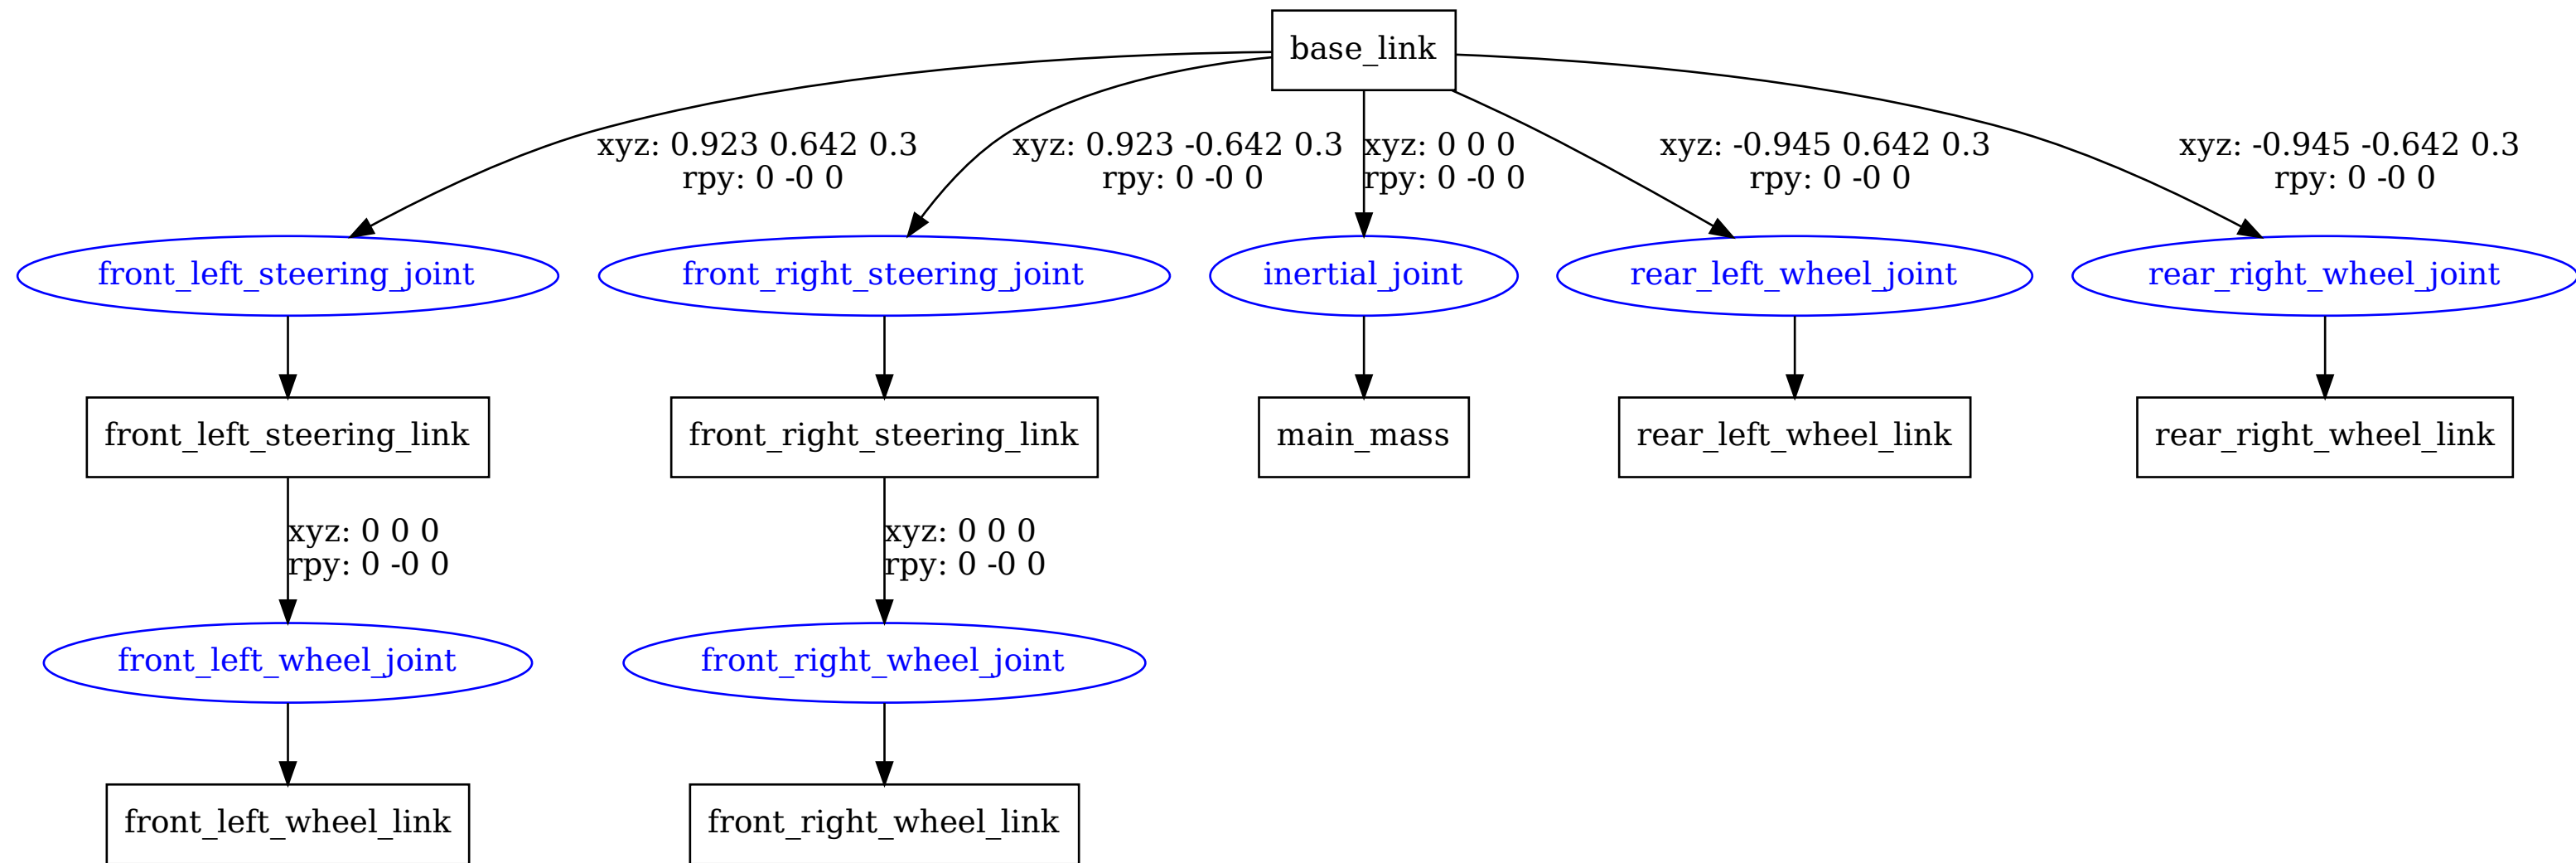 base_link
xyz: 0.923 0.642 0.3
rpy: 0 -0 0
xyz: 0.923 -0.642 0.3
rpy: 0 -0 0
xyz: 0 0 0
rpy: 0 -0 0
xyz: -0.945 0.642 0.3
rpy: 0 -0 0
xyz: -0.945 -0.642 0.3
rpy: 0 -0 0
front_left_steering_joint
front_right_steering_joint
inertial_joint
rear_left_wheel_joint
rear_right_wheel_joint
front_left_steering_link
front_right_steering_link
main_mass
rear_left_wheel_link
rear_right_wheel_link
xyz: 0 0 0
rpy: 0 -0 0
xyz: 0 0 0
rpy: 0 -0 0
front_left_wheel_joint
front_right_wheel_joint
front_left_wheel_link
front_right_wheel_link